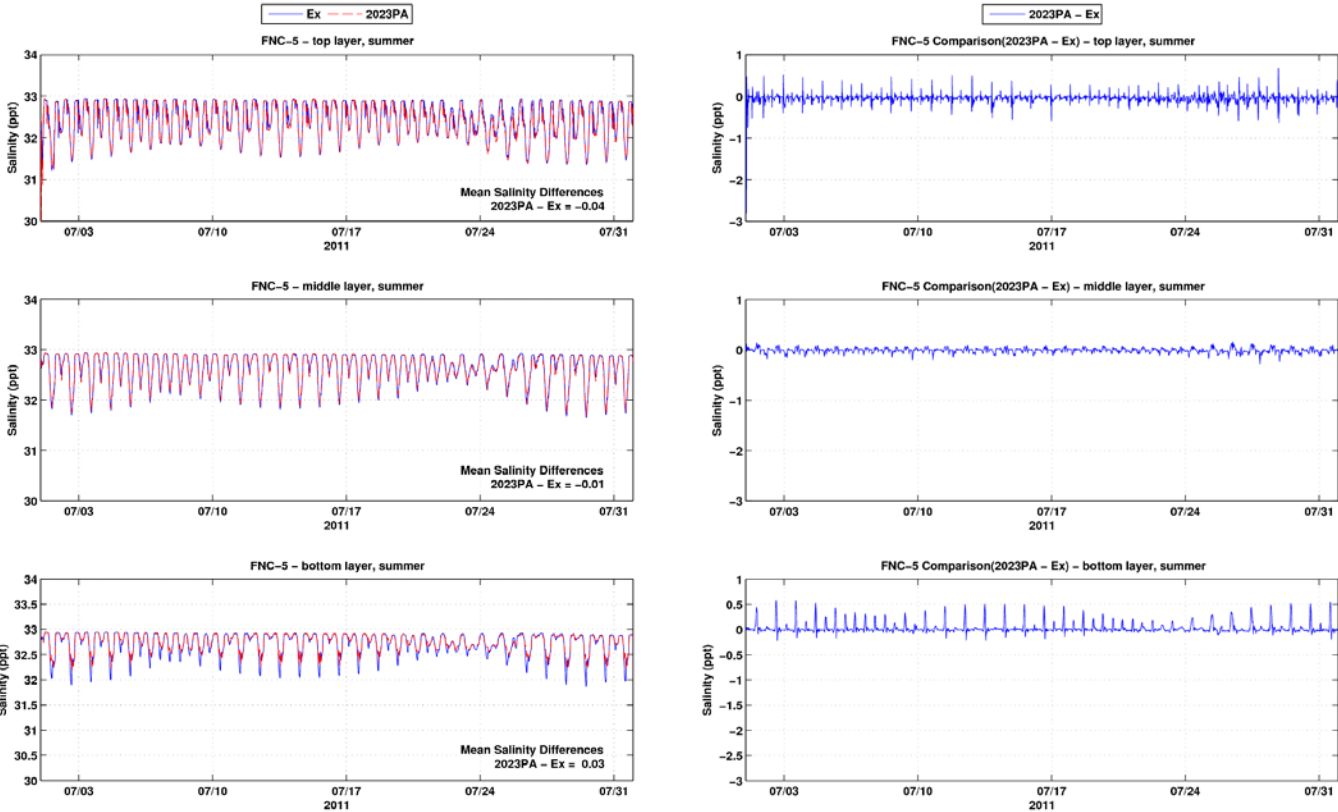 Ex 2023PA
2023PA − Ex
FNC−5 − top layer, summer
34
33
32
31
30
Salinity (ppt)
Mean Salinity Differences
2023PA − Ex = −0.04
07/03 07/10 07/17 07/24 07/31
2011
FNC−5 Comparison(2023PA − Ex) − top layer, summer
1
0
−1
−2
−3
Salinity (ppt)
07/03 07/10 07/17 07/24 07/31
2011
FNC−5 − middle layer, summer
34
33
32
31
30
Salinity (ppt)
Mean Salinity Differences
2023PA − Ex = −0.01
07/03 07/10 07/17 07/24 07/31
2011
FNC−5 Comparison(2023PA − Ex) − middle layer, summer
1
0
−1
−2
−3
Salinity (ppt)
07/03 07/10 07/17 07/24 07/31
2011
FNC−5 − bottom layer, summer
34
33.5
33
32.5
32
31.5
31
30.5
30
Salinity (ppt)
Mean Salinity Differences
2023PA − Ex = 0.03
07/03 07/10 07/17 07/24 07/31
2011
FNC−5 Comparison(2023PA − Ex) − bottom layer, summer
1
0.5
0
−0.5
−1
−1.5
−2
−2.5
−3
Salinity (ppt)
07/03 07/10 07/17 07/24 07/31
2011